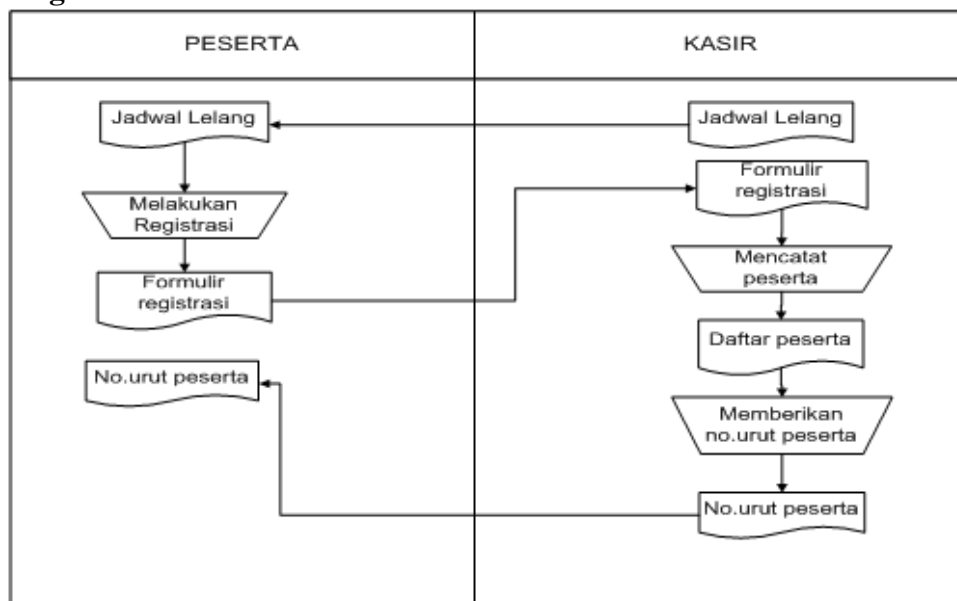 PESERTA
KASIR
Jadwal Lelang
Jadwal Lelang
Melakukan
Registrasi
Formulir
registrasi
Formulir
registrasi
Mencatat
peserta
Daftar peserta
Memberikan
no.urut peserta
No.urut peserta
No.urut peserta